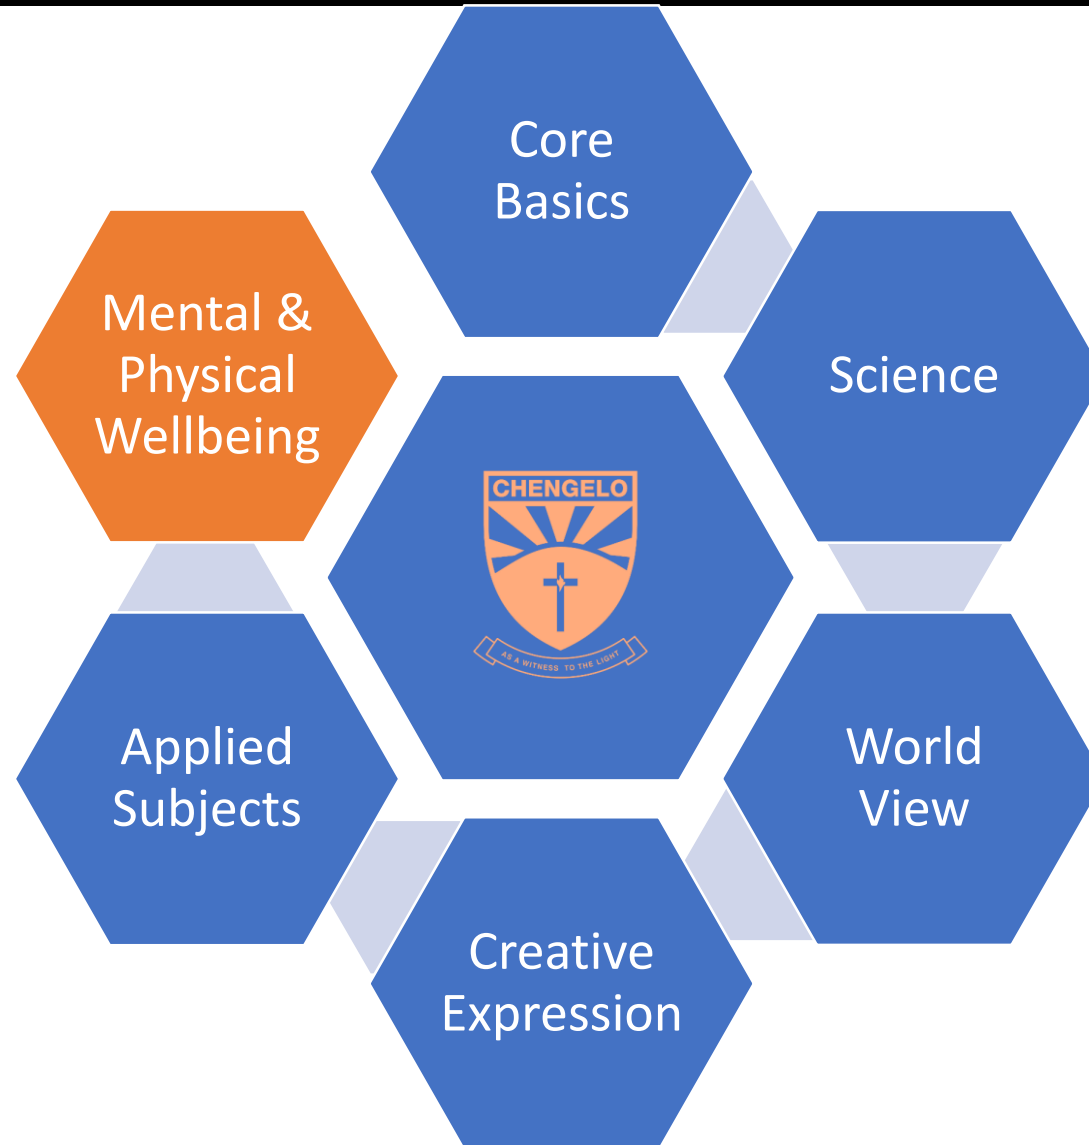 Core
Basics
Mental &
Physical
Wellbeing
Science
CHENGELO
AS A WITNESS TO THE LIGHT
Applied
Subjects
World
View
Creative
Expression